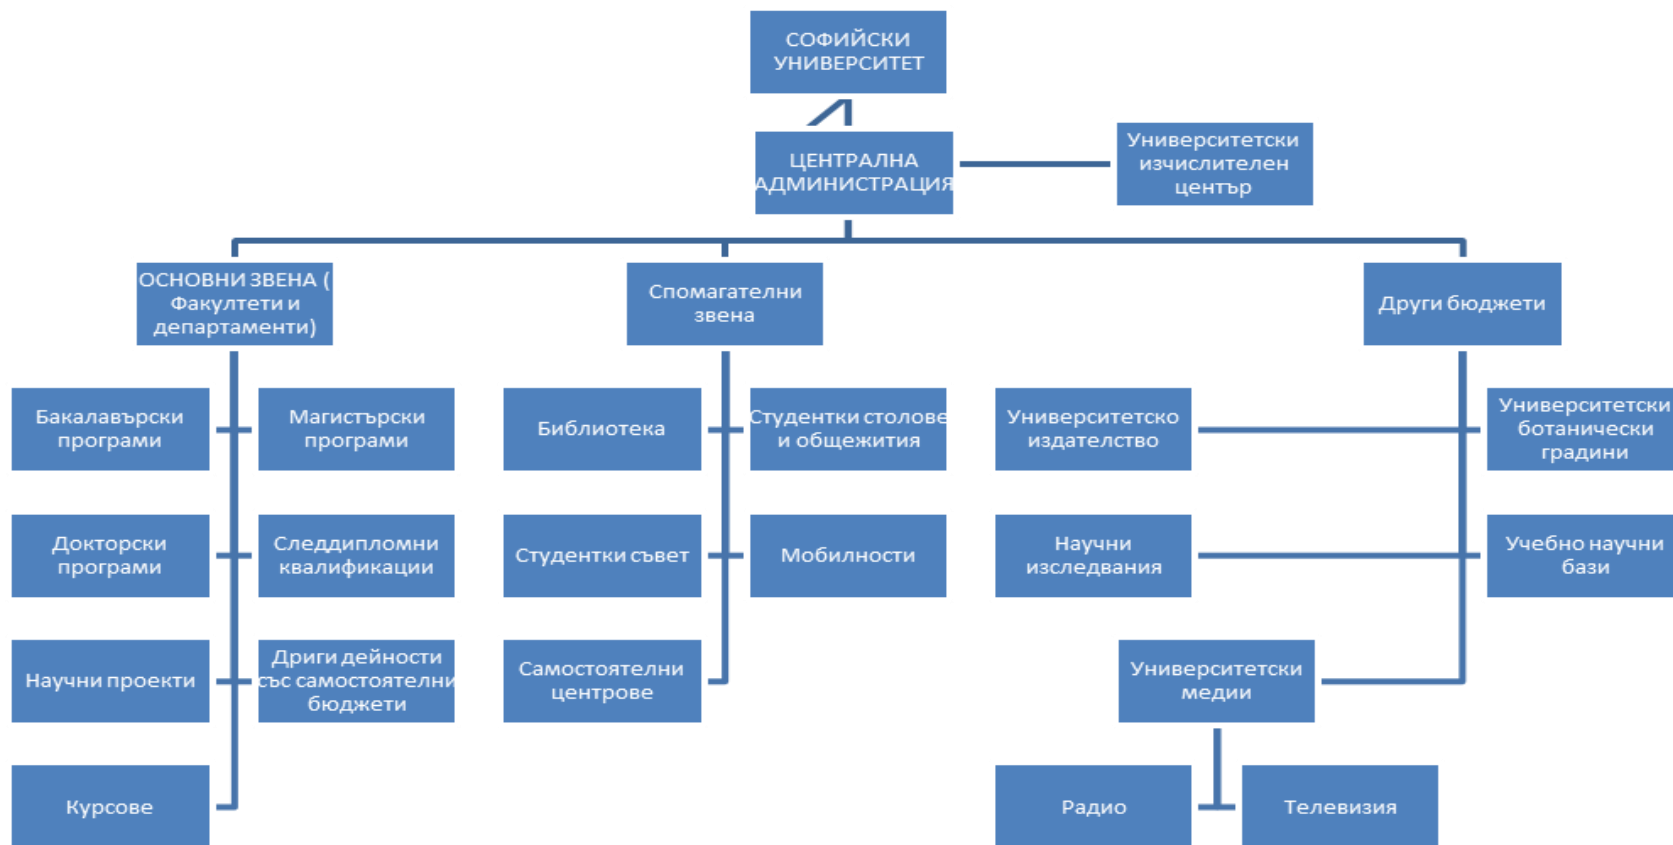 СОФИЙСКИ
УНИВЕРСИТЕТ
ЦЕНТРАЛНА
АДМИНИСТРАЦИЯ
Университетски
изчислителен
център
ОСНОВНИ ЗВЕНА (
Факултети и
департаменти)
Спомагателни
звена
Други бюджети
Бакалавърски
програми
Магистърски
програми
Библиотека
Студентки столове
и общежития
Университетско
издателство
Университетски
ботанически
градини
Докторски
програми
Следдипломни
квалификации
Студентки съвет
Мобилности
Научни
изследвания
Учебно научни
бази
Научни проекти
Дриги дейности
със самостоятелни
бюджети
Самостоятелни
центрове
Университетски
медии
Курсове
Радио
Телевизия